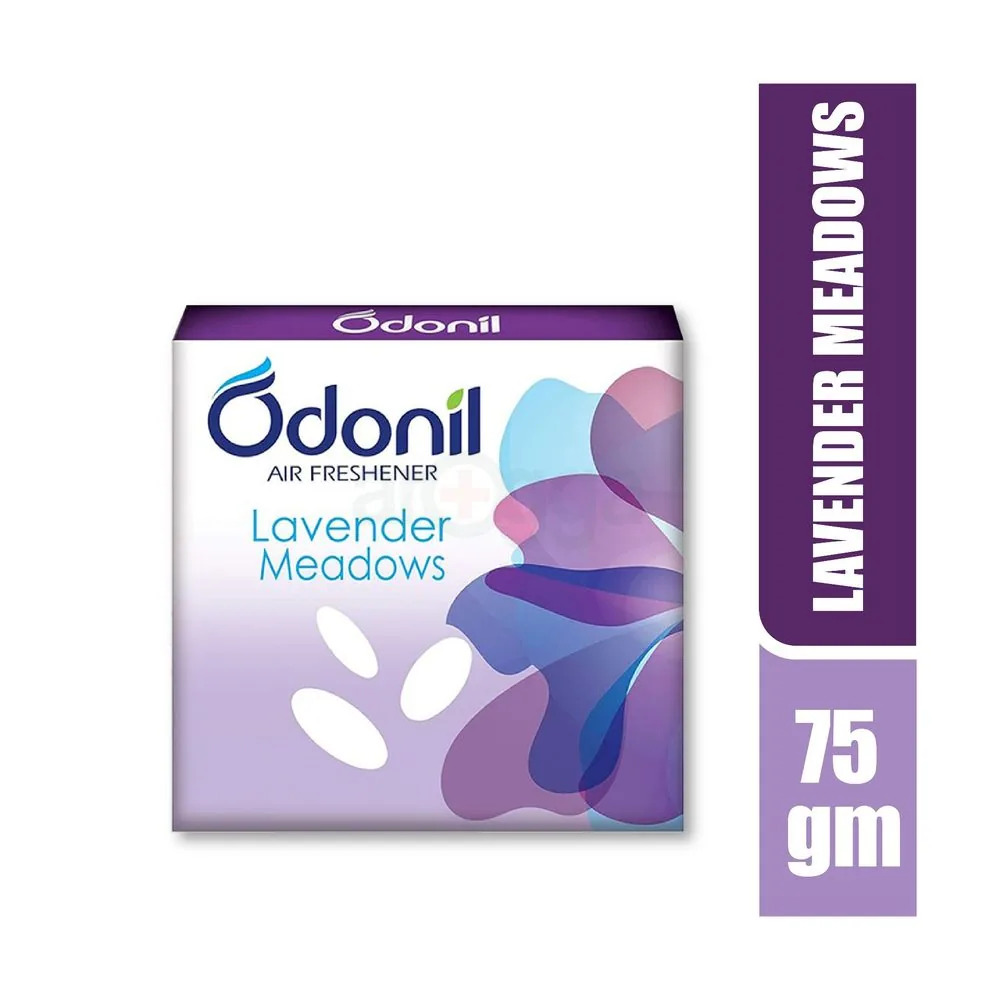 Odonil
Odonil
AIR FRESHENER
Lavender
Meadows
LAVENDER MEADOWS
75
gm